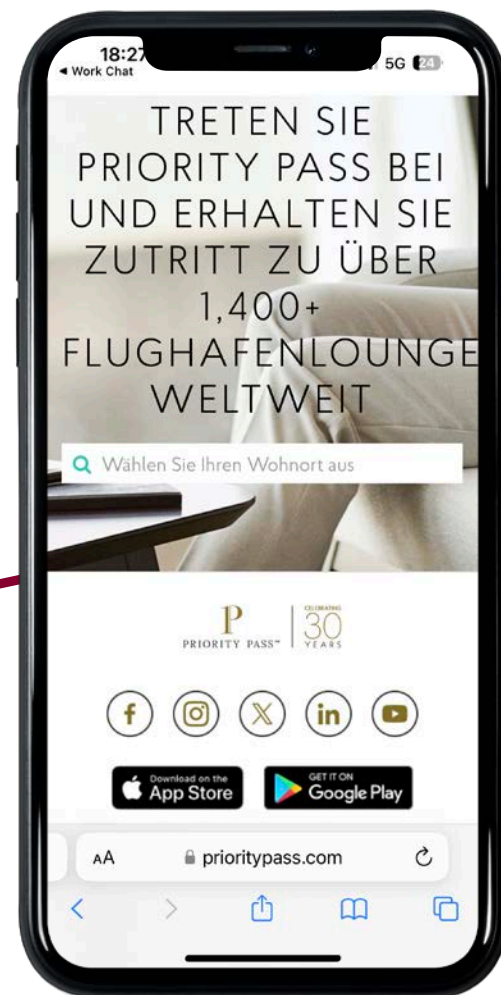 18:27
5G 24
◀ Work Chat
TRETEN SIE
PRIORITY PASS BEI
UND ERHALTEN SIE
ZUTRITT ZU ÜBER
1,400+
FLUGHAFENLOUNGE
WELTWEIT
Wählen Sie Ihren Wohnort aus
P
PRIORITY PASS™
CELEBRATING
30
YEARS
f
X
in
Download on the
App Store
GET IT ON
Google Play
AA
prioritypass.com